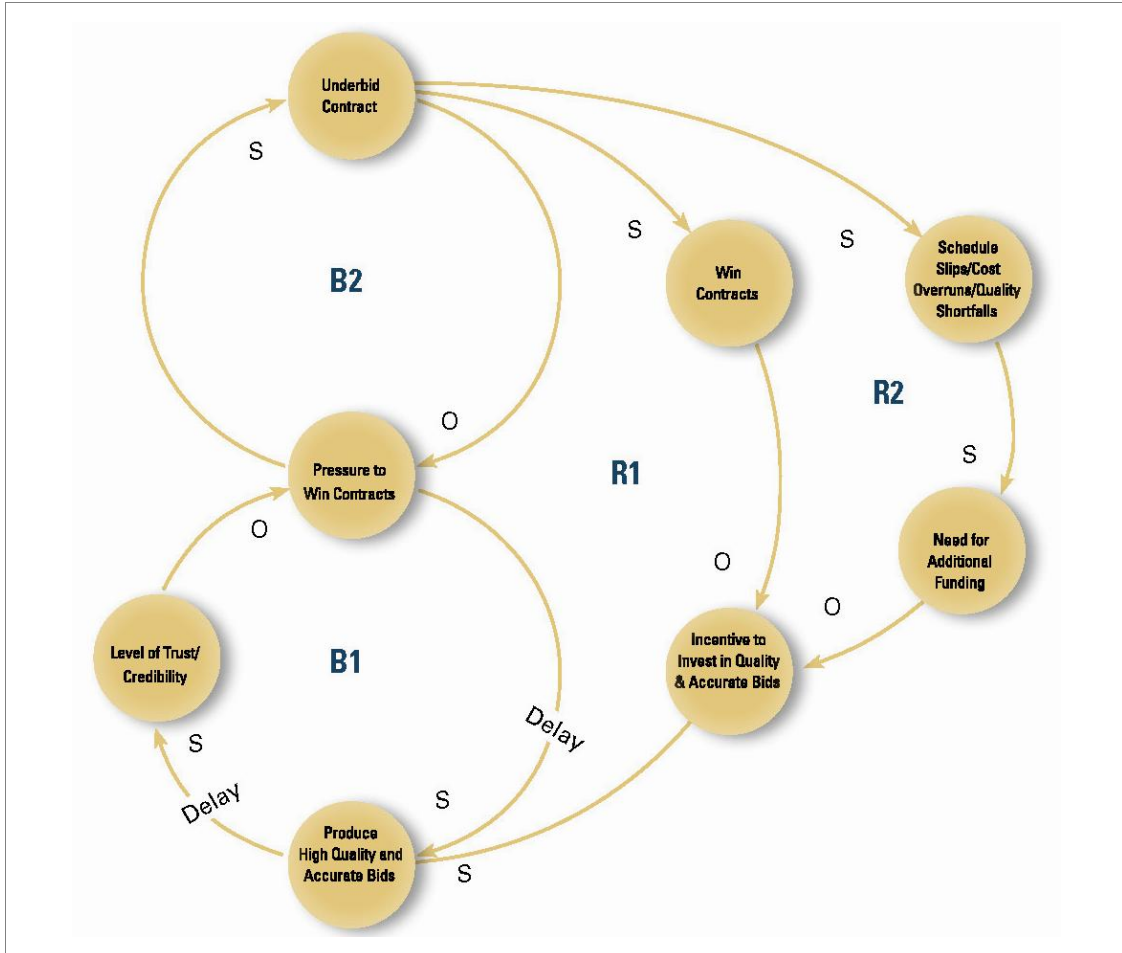 Underbid
Contract
S
B2
S
S
Win
Contracts
Schedule
Slips/Cost
Overruns/Quality
Shortfalls
R2
O
Pressure to
Win Contracts
R1
S
O
Need for
Additional
Funding
O
O
Incentive to
Invest in Quality
& Accurate Bids
Level of Trust/
Credibility
B1
Delay
S
Delay
S
Produce
High Quality and
Accurate Bids
S